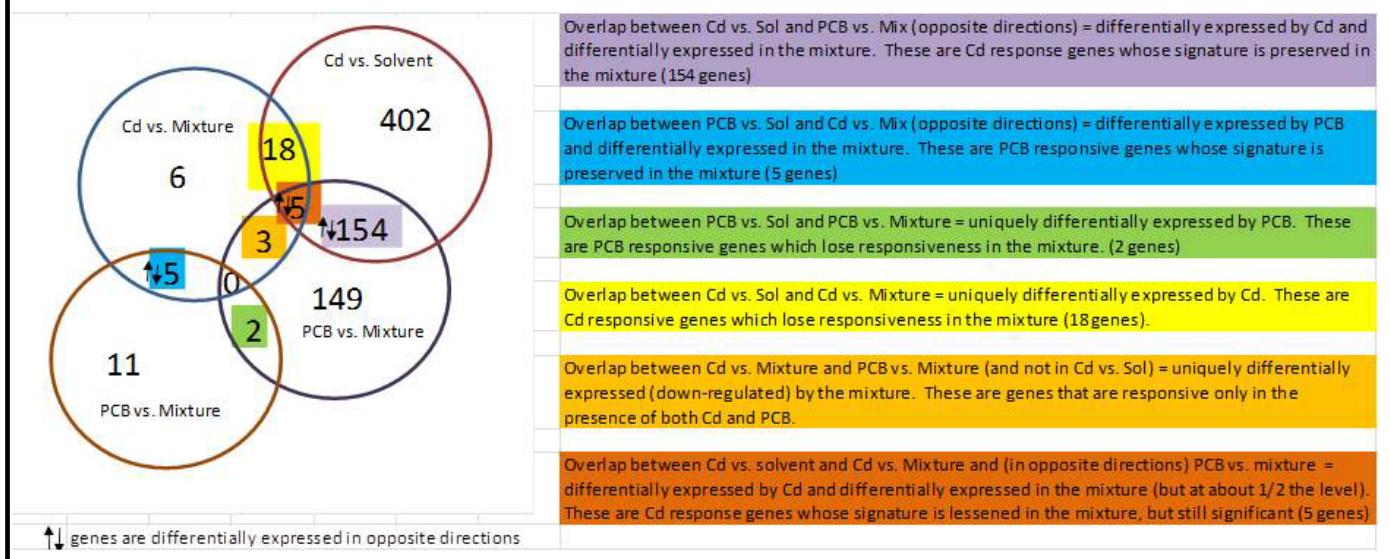 Cd vs. Solvent
402
Cd vs. Mixture
6
18
5
154
3
5
0
149
PCB vs. Mixture
2
11
PCB vs. Mixture
↑↓ genes are differentially expressed in opposite directions
Overlap between Cd vs. Sol and PCB vs. Mix (opposite directions) = differentially expressed by Cd and
differentially expressed in the mixture. These are Cd response genes whose signature is preserved in
the mixture (154 genes)
Overlap between PCB vs. Sol and Cd vs. Mix (opposite directions) = differentially expressed by PCB
and differentially expressed in the mixture. These are PCB responsive genes whose signature is
preserved in the mixture (5 genes)
Overlap between PCB vs. Sol and PCB vs. Mixture = uniquely differentially expressed by PCB. These
are PCB responsive genes which lose responsiveness in the mixture. (2 genes)
Overlap between Cd vs. Sol and Cd vs. Mixture = uniquely differentially expressed by Cd. These are
Cd responsive genes which lose responsiveness in the mixture (18 genes).
Overlap between Cd vs. Mixture and PCB vs. Mixture (and not in Cd vs. Sol) = uniquely differentially
expressed (down-regulated) by the mixture. These are genes that are responsive only in the
presence of both Cd and PCB.
Overlap between Cd vs. solvent and Cd vs. Mixture and (in opposite directions) PCB vs. mixture =
differentially expressed by Cd and differentially expressed in the mixture (but at about 1/2 the level).
These are Cd response genes whose signature is lessened in the mixture, but still significant (5 genes)